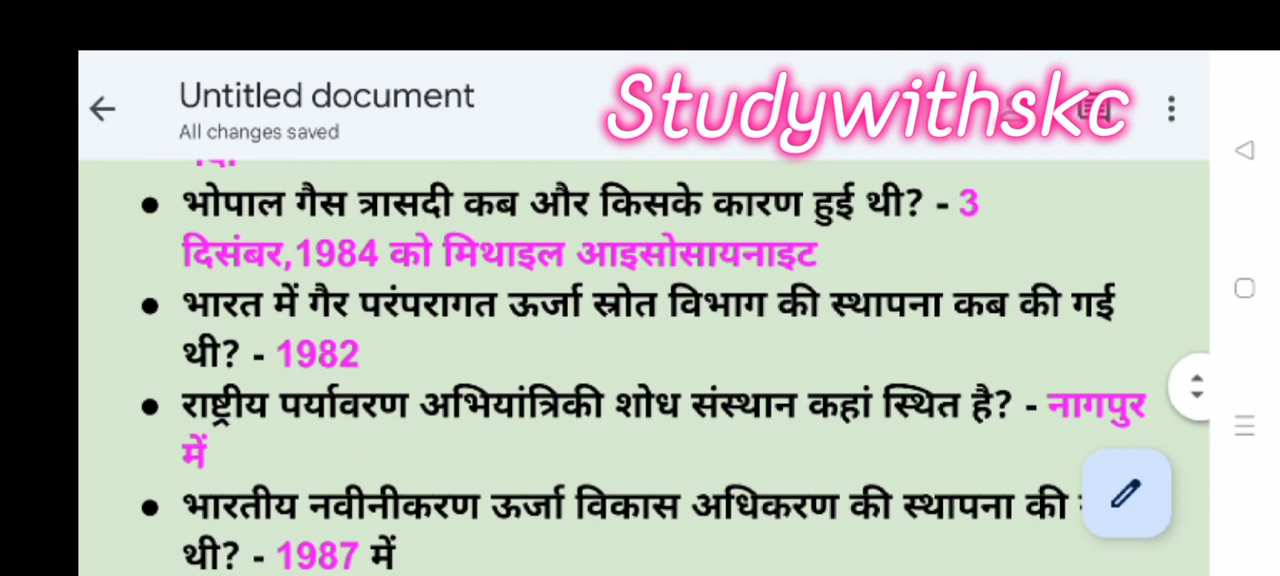 Untitled document
Studywithskc
All changes saved
भोपाल गैस त्रासदी कब और किसके कारण हुई थी? - 3
दिसंबर,1984 को मिथाइल आइसोसायनाइट
भारत में गैर परंपरागत ऊर्जा स्रोत विभाग की स्थापना कब की गई
थी? - 1982
राष्ट्रीय पर्यावरण अभियांत्रिकी शोध संस्थान कहां स्थित है? - नागपुर
में
भारतीय नवीनीकरण ऊर्जा विकास अधिकरण की स्थापना की
थी? - 1987 में